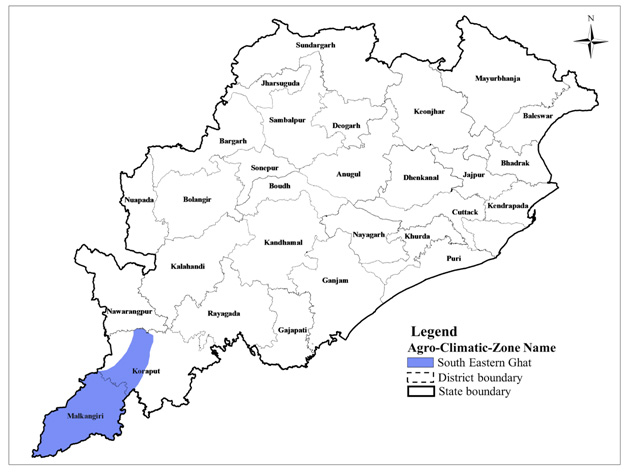 N
Sundargarh
Mayurbhanja
Jharsuguda
Keonjhar
Baleswar
Sambalpur
Deogarh
Bargarh
Bhadrak
Sonepur
Anugul
Dhenkanal
Jajpur
Boudh
Nuapada
Bolangir
Kendrapada
Cuttack
Nayagarh
Khurda
Kandhamal
Puri
Kalahandi
Ganjam
Nawarangpur
Rayagada
Gajapati
Legend
Agro-Climatic-Zone Name
South Eastern Ghat
District boundary
State boundary
Koraput
Malkangiri